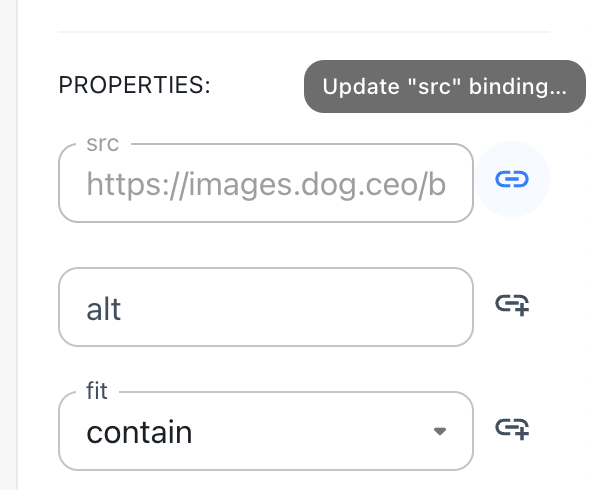 PROPERTIES:
Update "src" binding...
src
https://images.dog.ceo/b
alt
fit
contain